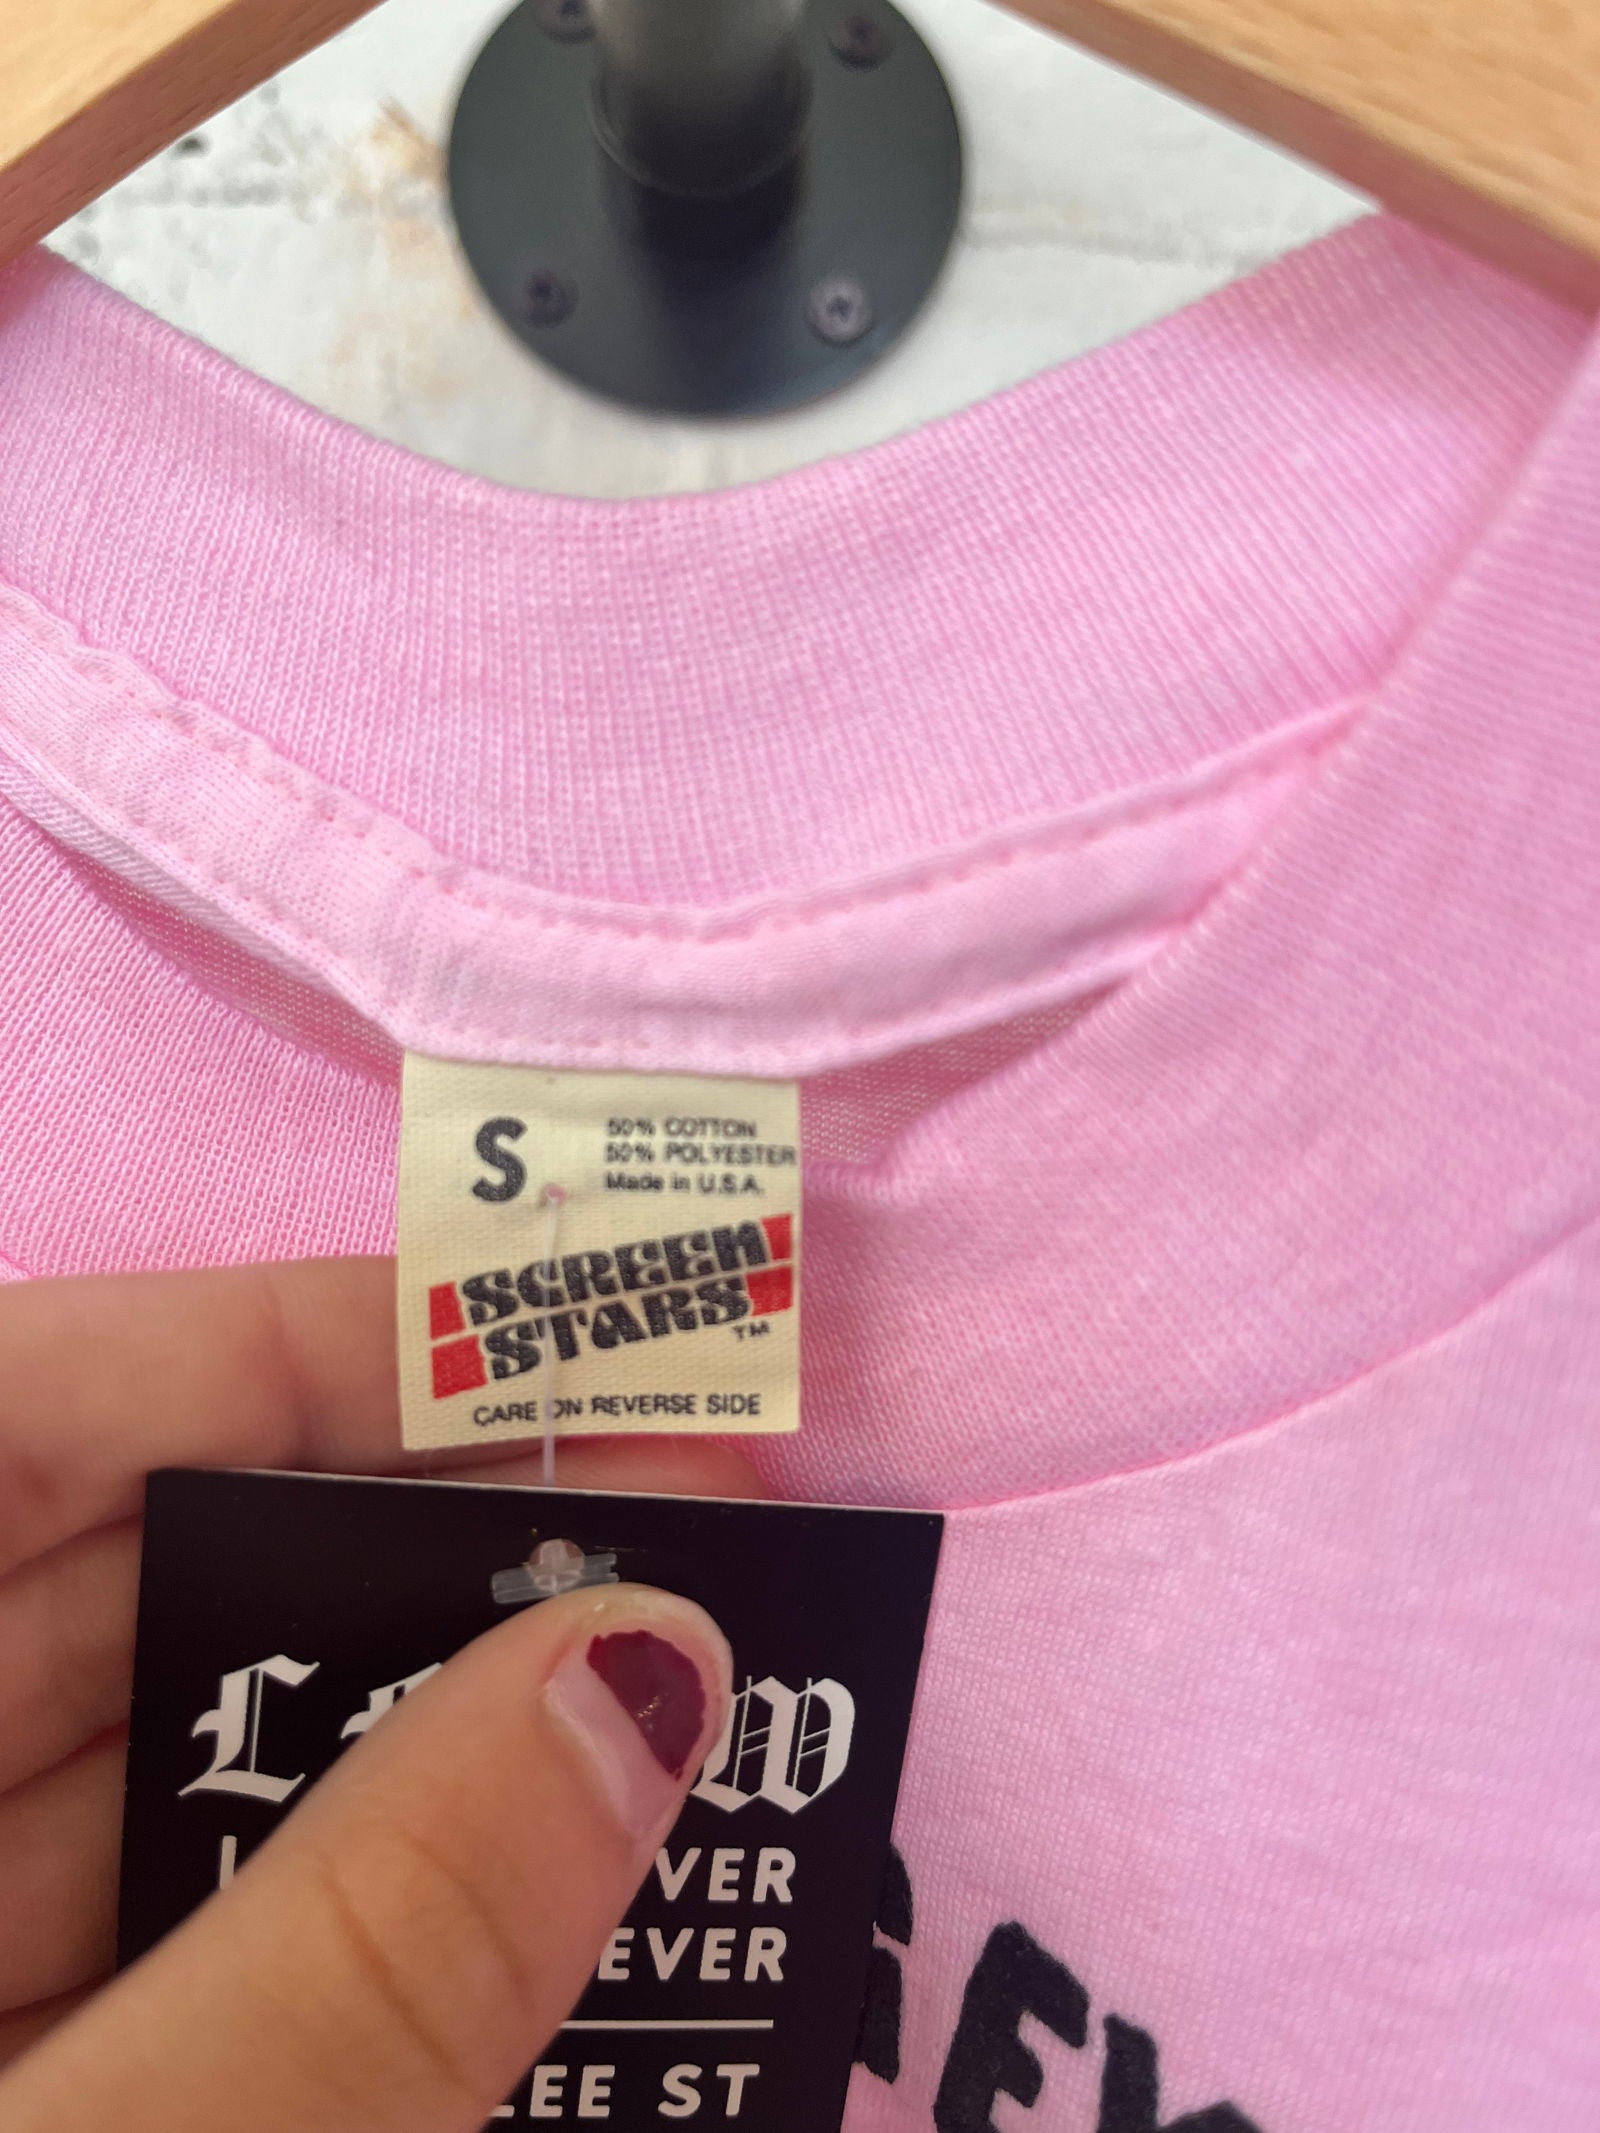 S
50% COTTON
50% POLYESTER
Made in U.S.A.
SCREEN
STARS TM
CARE ON REVERSE SIDE
VER
EVER
LEE ST